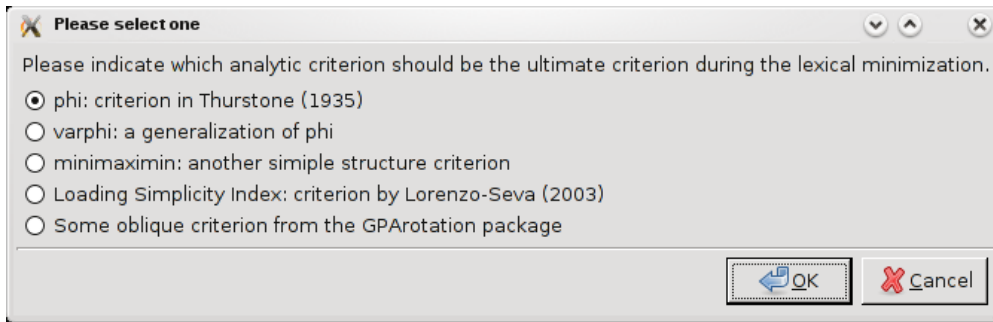 Please select one
Please indicate which analytic criterion should be the ultimate criterion during the lexical minimization.
phi: criterion in Thurstone (1935)
varphi: a generalization of phi
minimaximin: another simiple structure criterion
Loading Simplicity Index: criterion by Lorenzo-Seva (2003)
Some oblique criterion from the GPArotation package
OK Cancel